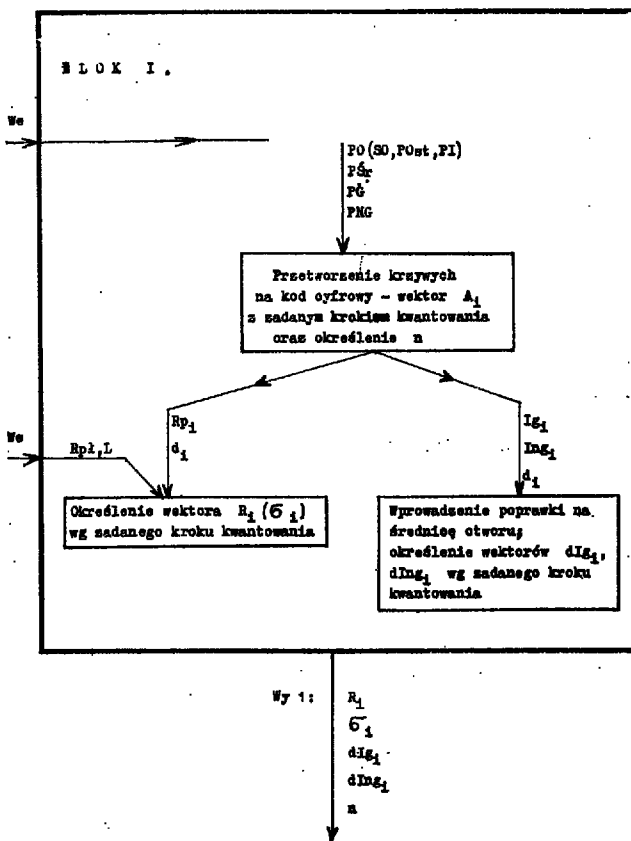 BLOK I.
We
PO(SO,POst,PI)
PŚr
PG
PNG
Przetworzenie krzywych
na kod cyfrowy - wektor A_i
z zadanym krokiem kwantowania
oraz określenie n
Rp_i
d_i
Ig_i
Ing_i
d_i
We
Rpł,L
Określenie wektora R_i (σ_i)
wg zadanego kroku kwantowania
Wprowadzenie poprawki na
średnicę otworu;
określenie wektorów dIg_i,
dIng_i wg zadanego kroku
kwantowania
Wy 1:
R_i
σ_i
dIg_i
dIng_i
n